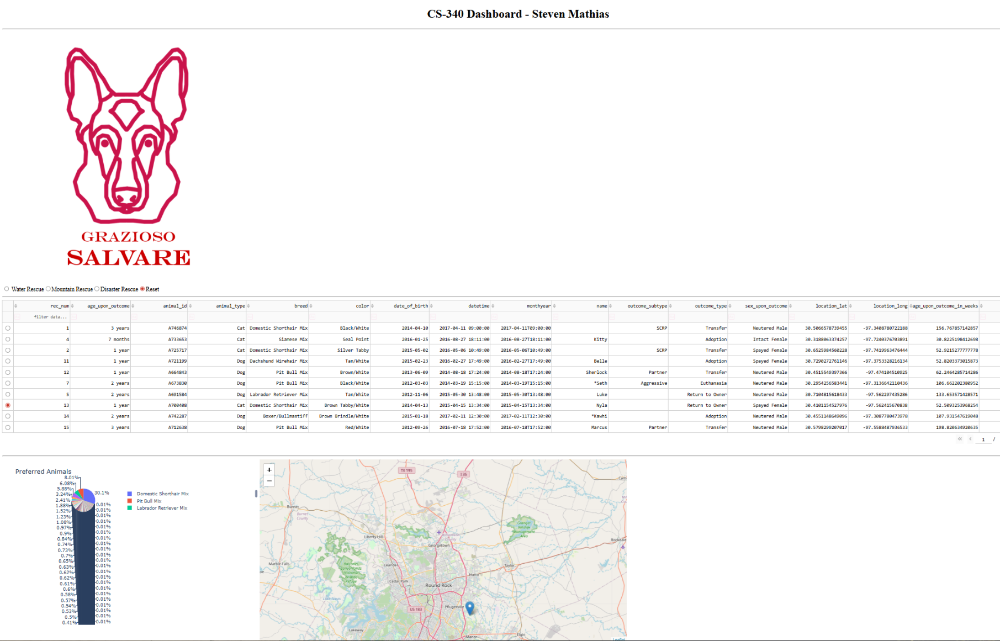 CS-340 Dashboard - Steven Mathias
GRAZIOSO
SALVARE
Water Rescue Mountain Rescue Disaster Rescue Reset
rec_num age_upon_outcome animal_id animal_type breed color date_of_birth datetime monthyear name outcome_subtype outcome_type sex_upon_outcome location_lat location_long age_upon_outcome_in_weeks
filter data...
1 3 years A746874 Cat Domestic Shorthair Mix Black/White 2014-04-10 2017-04-11 09:00:00 2017-04-11T09:00:00 SCRP Transfer Neutered Male 30.5066578739455 -97.3408780722188 156.767857142857
4 7 months A733653 Cat Siamese Mix Seal Point 2016-01-25 2016-08-27 18:11:00 2016-08-27T18:11:00 Kitty Adoption Intact Female 30.3188063374257 -97.7240376703891 30.8225198412698
2 1 year A725717 Cat Domestic Shorthair Mix Silver Tabby 2015-05-02 2016-05-06 10:49:00 2016-05-06T10:49:00 SCRP Transfer Spayed Female 30.6525984560228 -97.7419963476444 52.9215277777778
11 1 year A721199 Dog Dachshund Wirehair Mix Tan/White 2015-02-23 2016-02-27 17:49:00 2016-02-27T17:49:00 Belle Adoption Spayed Female 30.7290272761146 -97.3753328216134 52.8203373015873
12 1 year A664843 Dog Pit Bull Mix Brown/White 2013-06-09 2014-08-18 17:24:00 2014-08-18T17:24:00 Sherlock Partner Transfer Neutered Male 30.4515549397366 -97.474104510925 62.2464285714286
7 2 years A673830 Dog Pit Bull Mix Black/White 2012-03-03 2014-03-19 15:15:00 2014-03-19T15:15:00 *Seth Aggressive Euthanasia Neutered Male 30.2954256583441 -97.3136642110436 106.662202380952
5 2 years A691584 Dog Labrador Retriever Mix Tan/White 2012-11-06 2015-05-30 13:48:00 2015-05-30T13:48:00 Luke Return to Owner Neutered Male 30.7104815618433 -97.562297435286 133.653571428571
13 1 year A700408 Cat Domestic Shorthair Mix Brown Tabby/White 2014-04-13 2015-04-15 13:34:00 2015-04-15T13:34:00 Nyla Return to Owner Spayed Female 30.4101154527976 -97.562415670838 52.5093253968254
14 2 years A742287 Dog Boxer/Bullmastiff Brown Brindle/White 2015-01-18 2017-02-11 12:30:00 2017-02-11T12:30:00 *Kawhi Adoption Neutered Male 30.4551148649096 -97.3087780473978 107.931547619048
15 3 years A712638 Dog Pit Bull Mix Red/White 2012-09-26 2016-07-18 17:52:00 2016-07-18T17:52:00 Marcus Partner Transfer Neutered Male 30.5798299207017 -97.5588487936533 198.820634920635
« ‹ 1 /
Preferred Animals
8.01%
6.08%
5.88%
3.24% 30.1%
2.41% 0.01%
1.88% 0.01%
1.52% 0.01%
1.23% 0.01%
1.08% 0.01%
0.97% 0.01%
0.9% 0.01%
0.84% 0.01%
0.74% 0.01%
0.73% 0.01%
0.7% 0.01%
0.65% 0.01%
0.63% 0.01%
0.62% 0.01%
0.62% 0.01%
0.61% 0.01%
0.6% 0.01%
0.58% 0.01%
0.57% 0.01%
0.54% 0.01%
0.53% 0.01%
0.5% 0.01%
0.41% 0.01%
Domestic Shorthair Mix
Pit Bull Mix
Labrador Retriever Mix
+
−
TX 195
I 35
Burnet
Burnet
County
Granger
Wildlife
Management
Area
Liberty Hill
Williamson
County
Georgetown
Rockdale
Marble Falls
Leander
Balcones
Canyonlands
National
Wildlife
Refuge
Taylor
Hutto
Cedar Park
Round Rock
Lake Travis
US 183
Pflugerville
Lakeway
Manor
Elgin
Travis County
Leaflet